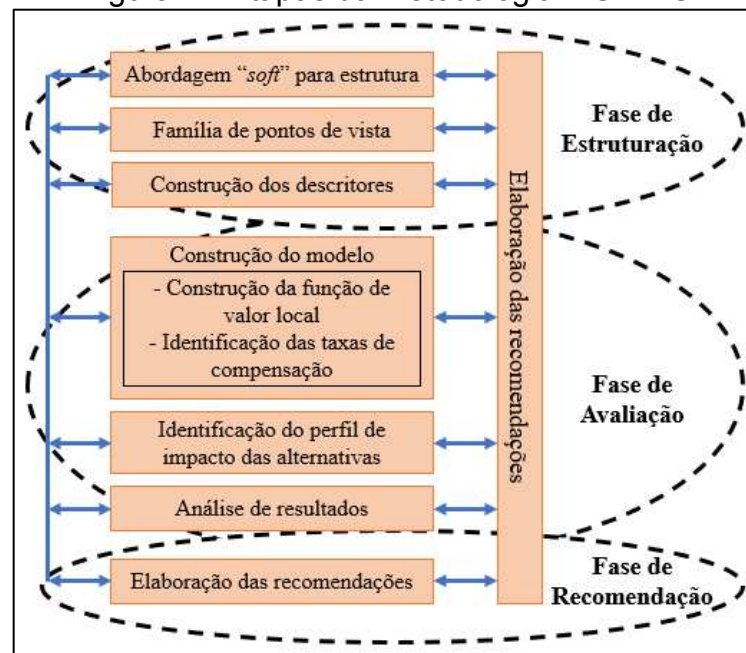 Abordagem “soft” para estrutura
Família de pontos de vista
Construção dos descritores
Fase de
Estruturação
Construção do modelo
- Construção da função de
valor local
- Identificação das taxas de
compensação
Elaboração das recomendações
Fase de
Avaliação
Identificação do perfil de
impacto das alternativas
Análise de resultados
Elaboração das recomendações
Fase de
Recomendação